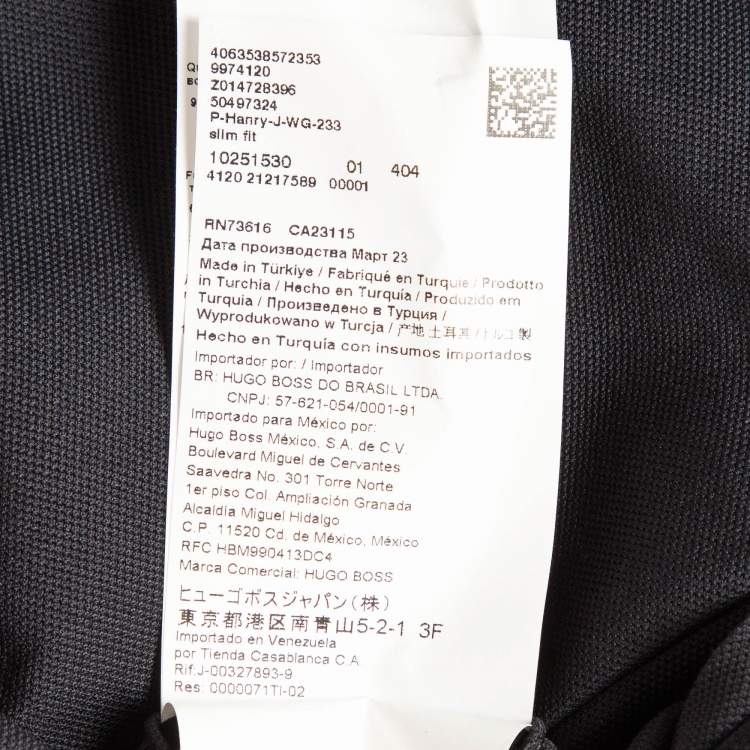 4063538572353
9974120
Z014728396
50497324
P-Hanry-J-WG-233
slim fit
10251530 01 404
4120 21217589 00001
RN73616 CA23115
Дата производства Март 23
Made in Türkiye / Fabriqué en Turquie / Prodotto
in Turchia / Hecho en Turquía / Produzido em
Turquia / Произведено в Турции /
Wyprodukowano w Turcja / 产地 土耳其 / トルコ製
Hecho en Turquía con insumos importados
Importador por: / Importador
BR: HUGO BOSS DO BRASIL LTDA.
CNPJ: 57-621-054/0001-91
Importado para México por:
Hugo Boss México, S.A. de C.V.
Boulevard Miguel de Cervantes
Saavedra No. 301 Torre Norte
1er piso Col. Ampliación Granada
Alcaldía Miguel Hidalgo
C.P. 11520 Cd. de México, México
RFC HBM990413DC4
Marca Comercial: HUGO BOSS
ヒューゴボスジャパン(株)
東京都港区南青山5-2-1 3F
Importado en Venezuela
por Tienda Casablanca C.A.
Rif:J-00327893-9
Res: 0000071TI-02